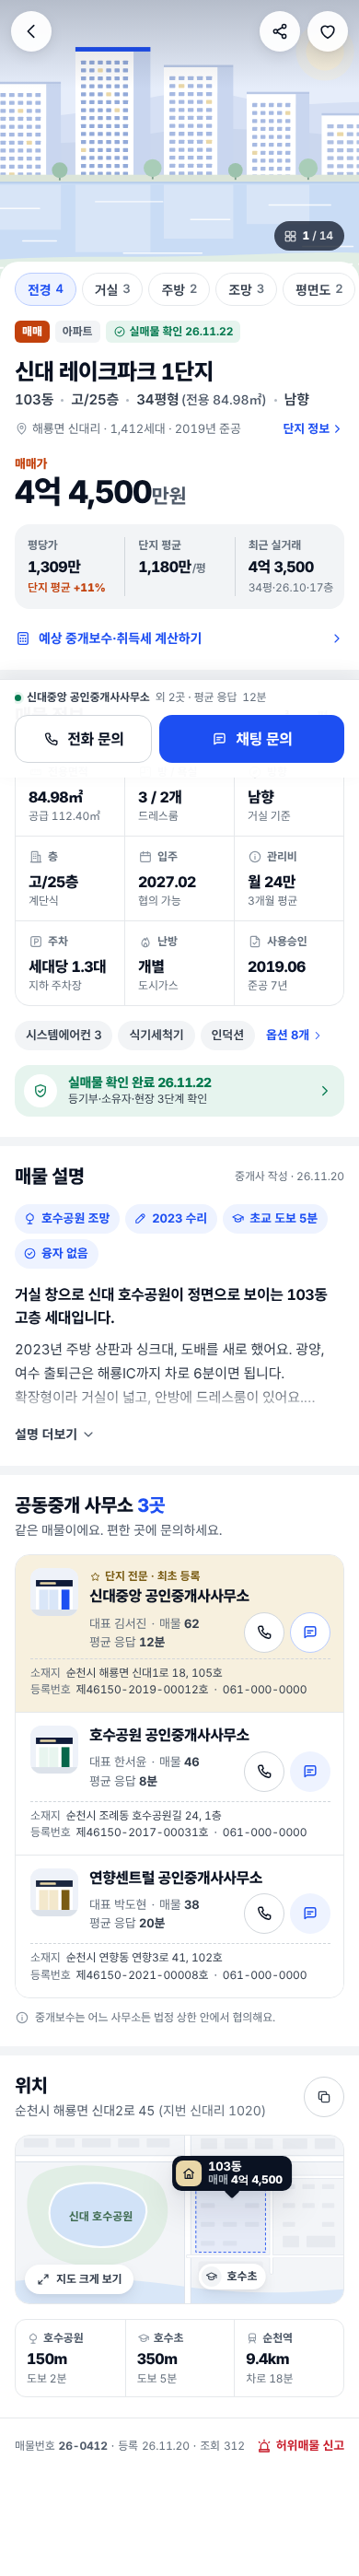 1 / 14
전경 4 거실 3 주방 2 조망 3 평면도 2
매매 아파트 실매물 확인 26.11.22
신대 레이크파크 1단지
103동 · 고/25층 · 34평형 (전용 84.98㎡) · 남향
해룡면 신대리 · 1,412세대 · 2019년 준공 단지 정보
매매가
4억 4,500만원
평당가 단지 평균 최근 실거래
1,309만 1,180만/평 4억 3,500
단지 평균 +11% 34평·26.10·17층
예상 중개보수·취득세 계산하기
신대중앙 공인중개사사무소 외 2곳 · 평균 응답 12분
전화 문의 채팅 문의
84.98㎡ 3 / 2개 남향
공급 112.40㎡ 드레스룸 거실 기준
층 입주 관리비
고/25층 2027.02 월 24만
계단식 협의 가능 3개월 평균
주차 난방 사용승인
세대당 1.3대 개별 2019.06
지하 주차장 도시가스 준공 7년
시스템에어컨 3 식기세척기 인덕션 옵션 8개
실매물 확인 완료 26.11.22
등기부·소유자·현장 3단계 확인
매물 설명 중개사 작성 · 26.11.20
호수공원 조망 2023 수리 초교 도보 5분
융자 없음
거실 창으로 신대 호수공원이 정면으로 보이는 103동
고층 세대입니다.
2023년 주방 상판과 싱크대, 도배를 새로 했어요. 광양,
여수 출퇴근은 해룡IC까지 차로 6분이면 됩니다.
확장형이라 거실이 넓고, 안방에 드레스룸이 있어요....
설명 더보기
공동중개 사무소 3곳
같은 매물이에요. 편한 곳에 문의하세요.
단지 전문 · 최초 등록
신대중앙 공인중개사사무소
대표 김서진 · 매물 62
평균 응답 12분
소재지 순천시 해룡면 신대1로 18, 105호
등록번호 제46150-2019-00012호 · 061-000-0000
호수공원 공인중개사사무소
대표 한서윤 · 매물 46
평균 응답 8분
소재지 순천시 조례동 호수공원길 24, 1층
등록번호 제46150-2017-00031호 · 061-000-0000
연향센트럴 공인중개사사무소
대표 박도현 · 매물 38
평균 응답 20분
소재지 순천시 연향동 연향3로 41, 102호
등록번호 제46150-2021-00008호 · 061-000-0000
중개보수는 어느 사무소든 법정 상한 안에서 협의해요.
위치
순천시 해룡면 신대2로 45 (지번 신대리 1020)
103동
매매 4억 4,500
신대 호수공원
호수초
지도 크게 보기
호수공원 호수초 순천역
150m 350m 9.4km
도보 2분 도보 5분 차로 18분
매물번호 26-0412 · 등록 26.11.20 · 조회 312 허위매물 신고